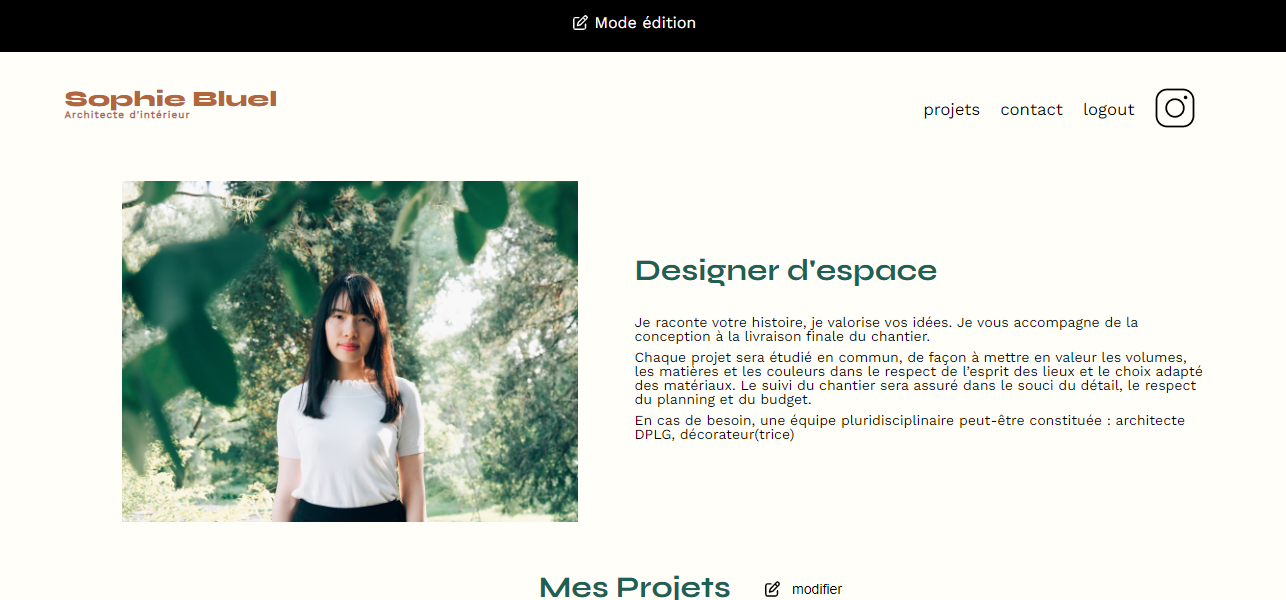 Mode édition
Sophie Bluel
Architecte d'intérieur
projets contact logout
Designer d'espace
Je raconte votre histoire, je valorise vos idées. Je vous accompagne de la
conception à la livraison finale du chantier.
Chaque projet sera étudié en commun, de façon à mettre en valeur les volumes,
les matières et les couleurs dans le respect de l’esprit des lieux et le choix adapté
des matériaux. Le suivi du chantier sera assuré dans le souci du détail, le respect
du planning et du budget.
En cas de besoin, une équipe pluridisciplinaire peut-être constituée : architecte
DPLG, décorateur(trice)
Mes Projets modifier